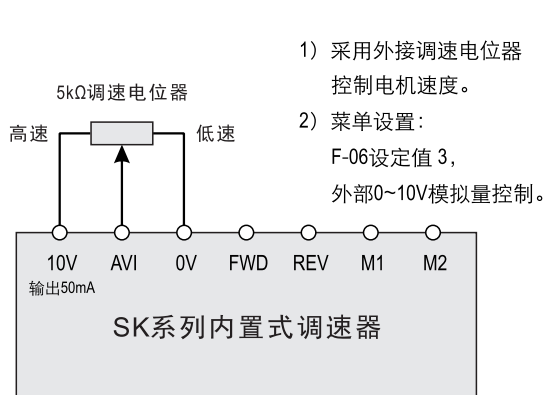 1）采用外接调速电位器
控制电机速度。
2）菜单设置：
F-06设定值 3，
外部0~10V模拟量控制。
5kΩ调速电位器
高速
低速
10V AVI 0V FWD REV M1 M2
输出50mA
SK系列内置式调速器